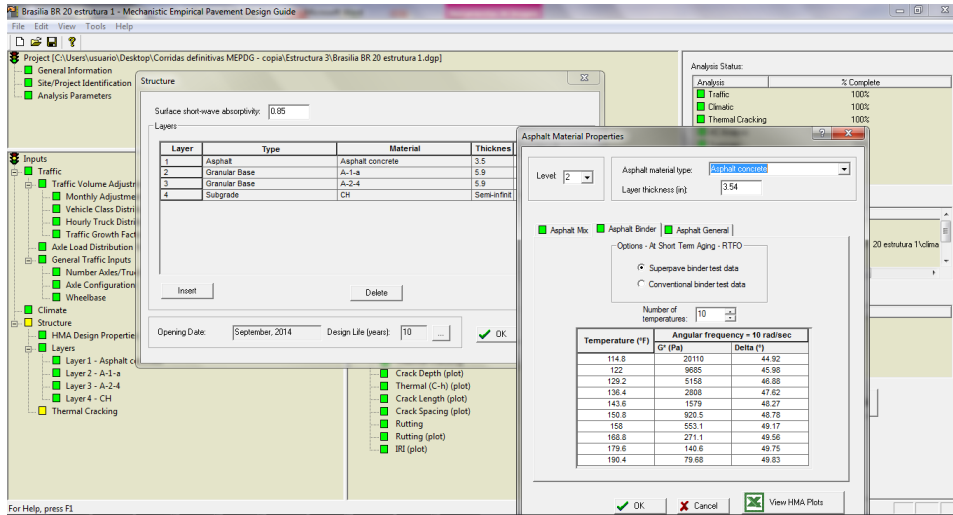 Brasilia BR 20 estrutura 1 - Mechanistic Empirical Pavement Design Guide
File Edit View Tools Help
Project [C:\Users\usuario\Desktop\Corridas definitivas MEPDG - copia\Estructura 3\Brasilia BR 20 estrutura 1.dgp]
General Information
Site/Project Identification
Analysis Parameters
Analysis Status:
Analysis % Complete
Traffic 100%
Climatic 100%
Thermal Cracking 100%
Structure
Surface short-wave absorptivity: 0.85
Layers
Layer Type Material Thicknes
1 Asphalt Asphalt concrete 3.5
2 Granular Base A-1-a 5.9
3 Granular Base A-2-4 5.9
4 Subgrade CH Semi-infinit
Insert Delete
Opening Date: September, 2014 Design Life (years): 10 ... OK
Inputs
Traffic
Traffic Volume Adjustm
Monthly Adjustme
Vehicle Class Distri
Hourly Truck Distri
Traffic Growth Fact
Axle Load Distribution
General Traffic Inputs
Number Axles/Truc
Axle Configuration
Wheelbase
Climate
Structure
HMA Design Propertie
Layers
Layer 1 - Asphalt co
Layer 2 - A-1-a
Layer 3 - A-2-4
Layer 4 - CH
Thermal Cracking
Crack Depth (plot)
Thermal (C-h) (plot)
Crack Length (plot)
Crack Spacing (plot)
Rutting
Rutting (plot)
IRI (plot)
Asphalt Material Properties
Level: 2
Asphalt material type: Asphalt concrete
Layer thickness (in): 3.54
Asphalt Mix Asphalt Binder Asphalt General
Options - At Short Term Aging - RTFO
Superpave binder test data
Conventional binder test data
Number of
temperatures: 10
Temperature (°F) Angular frequency = 10 rad/sec
G* (Pa) Delta (°)
114.8 20110 44.92
122 9685 45.98
129.2 5158 46.88
136.4 2808 47.62
143.6 1579 48.27
150.8 920.5 48.78
158 553.1 49.17
168.8 271.1 49.56
179.6 140.6 49.75
190.4 79.68 49.83
OK Cancel View HMA Plots
20 estrutura 1\clima
For Help, press F1